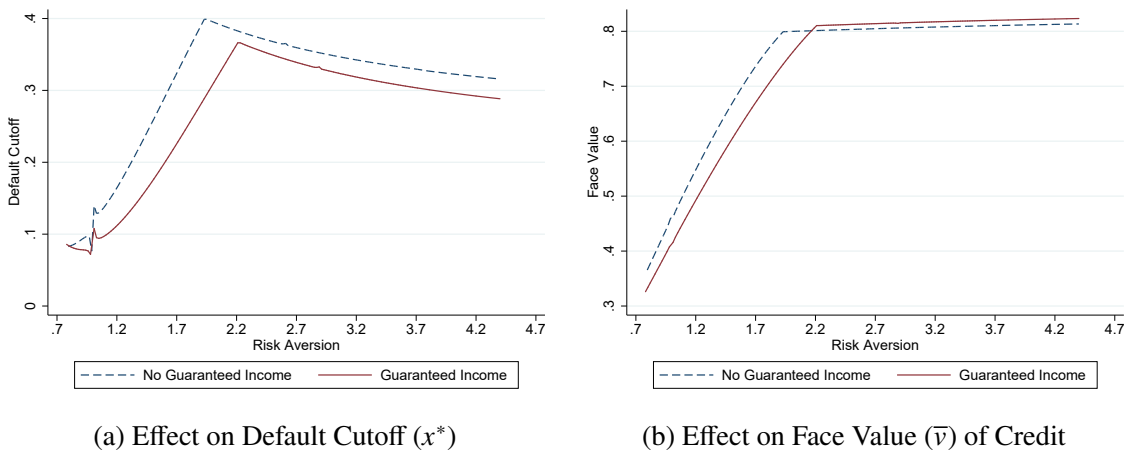 .4
.3
.2
.1
0
Default Cutoff
.7 1.2 1.7 2.2 2.7 3.2 3.7 4.2 4.7
Risk Aversion
No Guaranteed Income Guaranteed Income
(a) Effect on Default Cutoff (x*)
.8
.7
.6
.5
.4
.3
Face Value
.7 1.2 1.7 2.2 2.7 3.2 3.7 4.2 4.7
Risk Aversion
No Guaranteed Income Guaranteed Income
(b) Effect on Face Value (v̅) of Credit